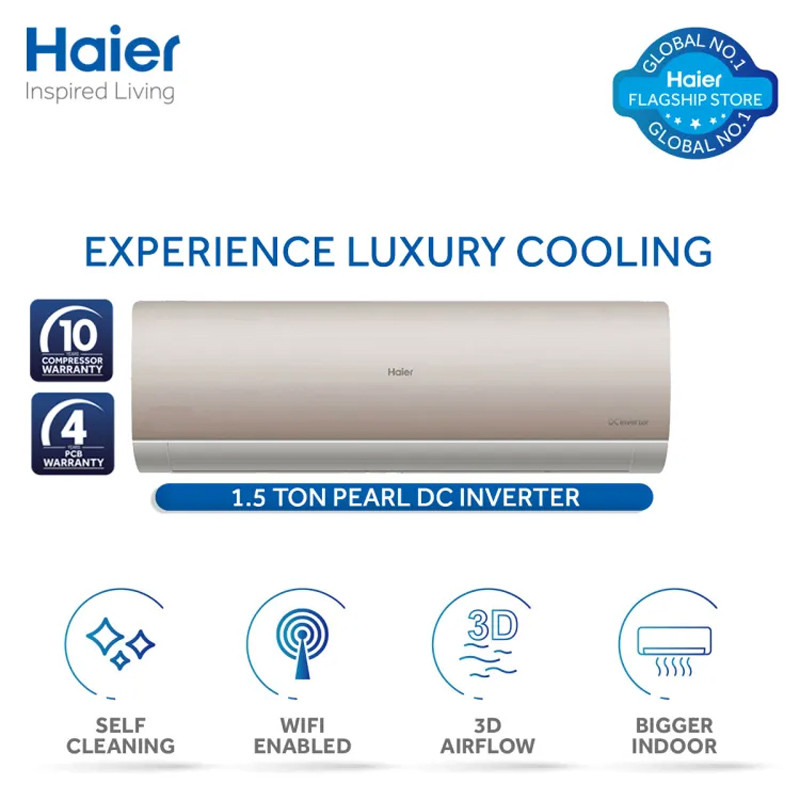 Haier
Inspired Living
GLOBAL NO.1
Haier
FLAGSHIP STORE
GLOBAL NO.1
EXPERIENCE LUXURY COOLING
10
YEARS
COMPRESSOR
WARRANTY
4
YEARS
PCB
WARRANTY
Haier
DC inverter
1.5 TON PEARL DC INVERTER
3D
SELF
CLEANING
WIFI
ENABLED
3D
AIRFLOW
BIGGER
INDOOR